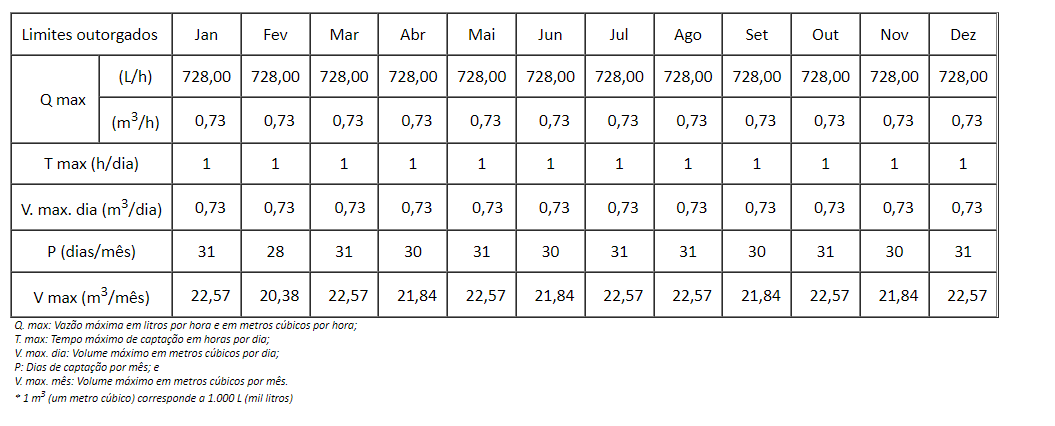 Limites outorgados Jan Fev Mar Abr Mai Jun Jul Ago Set Out Nov Dez
Q max (L/h) 728,00 728,00 728,00 728,00 728,00 728,00 728,00 728,00 728,00 728,00 728,00 728,00
(m³/h) 0,73 0,73 0,73 0,73 0,73 0,73 0,73 0,73 0,73 0,73 0,73 0,73
T max (h/dia) 1 1 1 1 1 1 1 1 1 1 1 1
V. max. dia (m³/dia) 0,73 0,73 0,73 0,73 0,73 0,73 0,73 0,73 0,73 0,73 0,73 0,73
P (dias/mês) 31 28 31 30 31 30 31 31 30 31 30 31
V max (m³/mês) 22,57 20,38 22,57 21,84 22,57 21,84 22,57 22,57 21,84 22,57 21,84 22,57
Q. max: Vazão máxima em litros por hora e em metros cúbicos por hora;
T. max: Tempo máximo de captação em horas por dia;
V. max. dia: Volume máximo em metros cúbicos por dia;
P: Dias de captação por mês; e
V. max. mês: Volume máximo em metros cúbicos por mês.
* 1 m³ (um metro cúbico) corresponde a 1.000 L (mil litros)